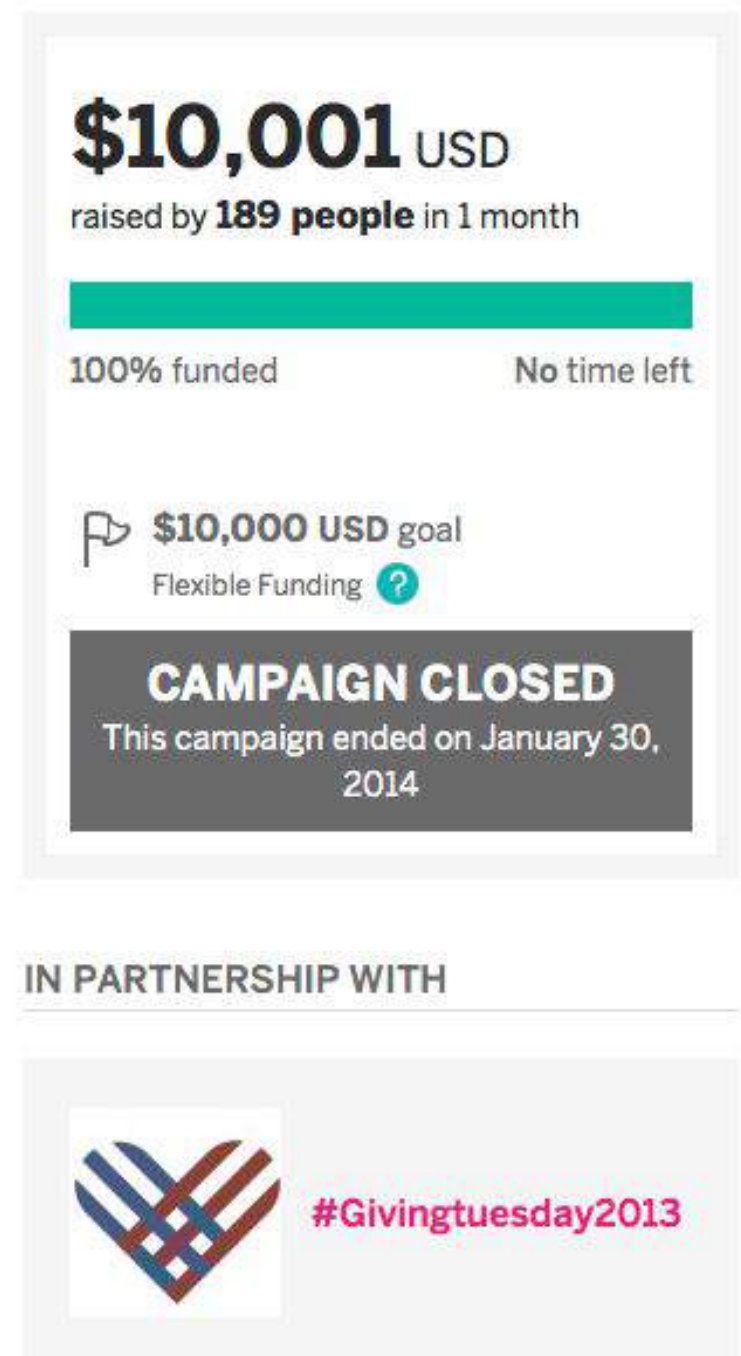 $10,001 USD
raised by 189 people in 1 month
100% funded No time left
$10,000 USD goal
Flexible Funding ?
CAMPAIGN CLOSED
This campaign ended on January 30,
2014
IN PARTNERSHIP WITH
#Givingtuesday2013